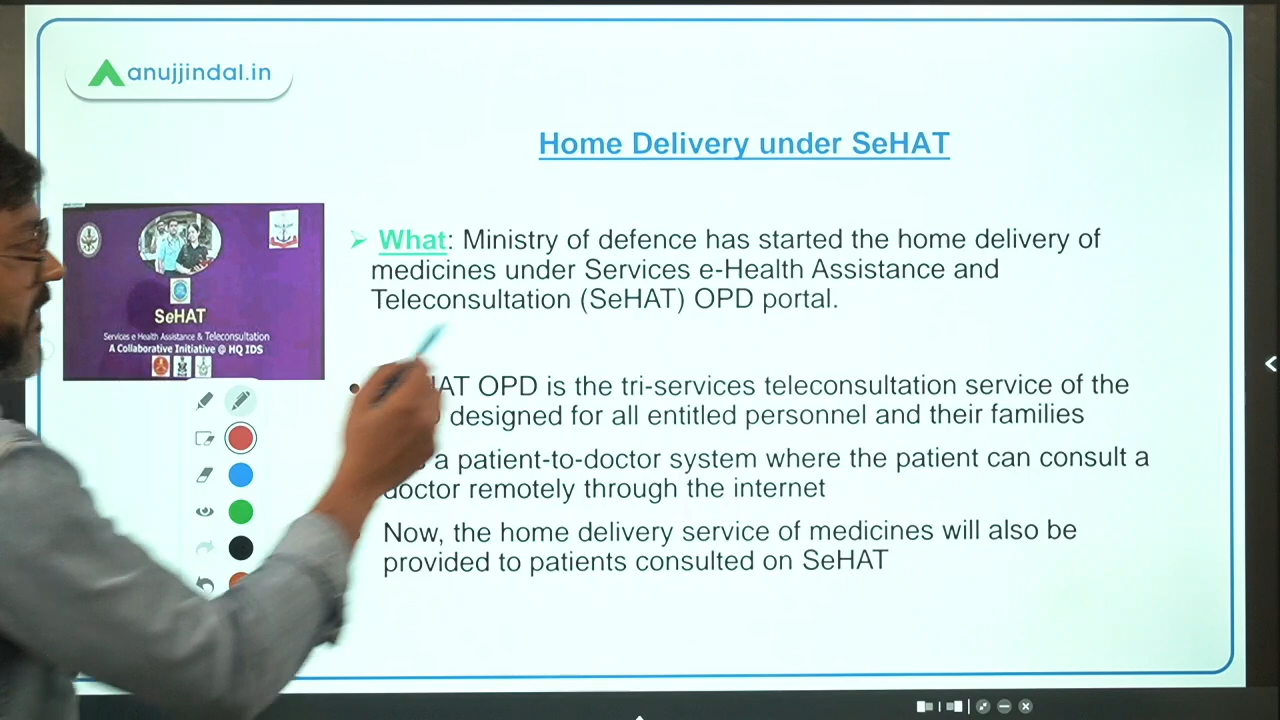 anujjindal.in
Home Delivery under SeHAT
SeHAT
Services e Health Assistance & Teleconsultation
A Collaborative Initiative @ HQ IDS
What: Ministry of defence has started the home delivery of
medicines under Services e-Health Assistance and
Teleconsultation (SeHAT) OPD portal.
OPD is the tri-services teleconsultation service of the
designed for all entitled personnel and their families
a patient-to-doctor system where the patient can consult a
doctor remotely through the internet
Now, the home delivery service of medicines will also be
provided to patients consulted on SeHAT